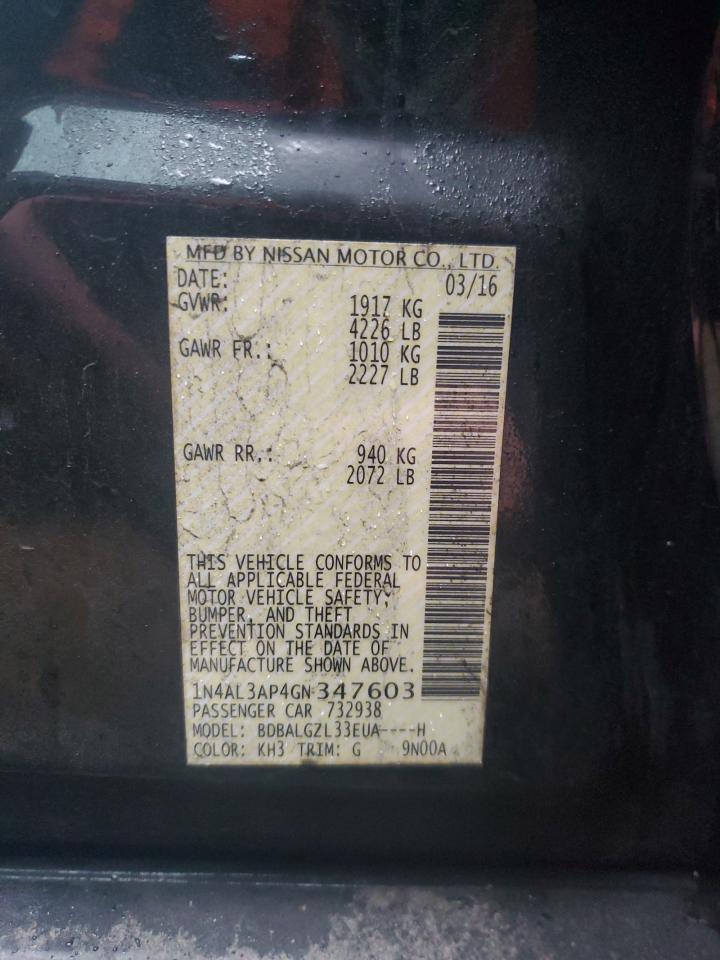 MFD BY NISSAN MOTOR CO., LTD.
DATE: 03/16
GVWR: 1917 KG
4226 LB
GAWR FR.: 1010 KG
2227 LB
GAWR RR.: 940 KG
2072 LB
THIS VEHICLE CONFORMS TO
ALL APPLICABLE FEDERAL
MOTOR VEHICLE SAFETY,
BUMPER, AND THEFT
PREVENTION STANDARDS IN
EFFECT ON THE DATE OF
MANUFACTURE SHOWN ABOVE.
1N4AL3AP4GN347603
PASSENGER CAR 732938
MODEL: BDBALGZL33EUA----H
COLOR: KH3 TRIM: G 9N00A